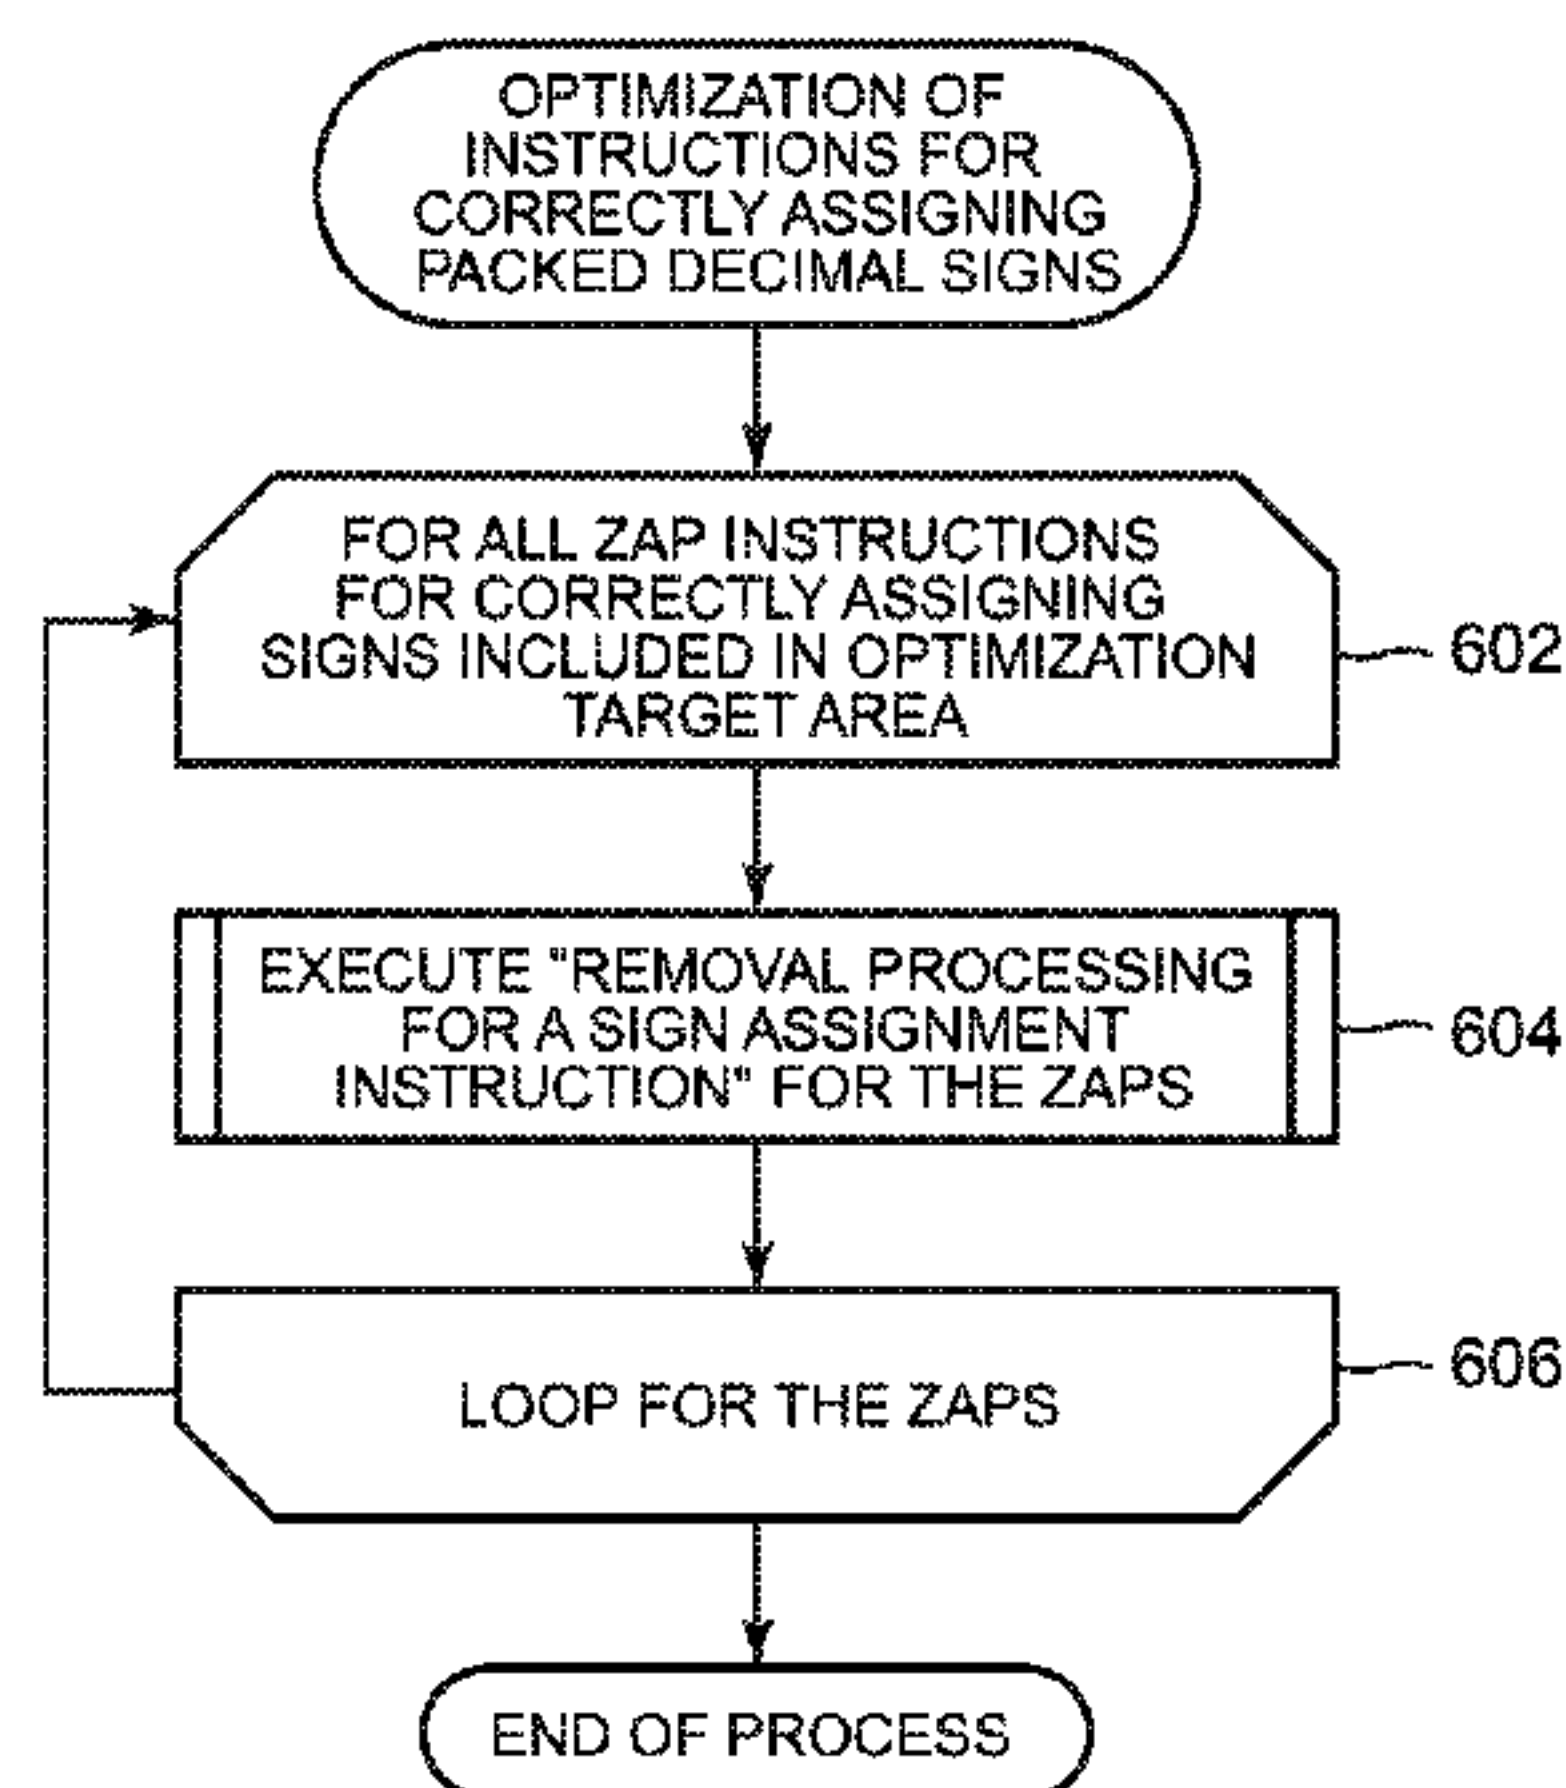 OPTIMIZATION OF
INSTRUCTIONS FOR
CORRECTLY ASSIGNING
PACKED DECIMAL SIGNS
FOR ALL ZAP INSTRUCTIONS
FOR CORRECTLY ASSIGNING
SIGNS INCLUDED IN OPTIMIZATION
TARGET AREA
602
EXECUTE "REMOVAL PROCESSING
FOR A SIGN ASSIGNMENT
INSTRUCTION" FOR THE ZAPS
604
LOOP FOR THE ZAPS
606
END OF PROCESS